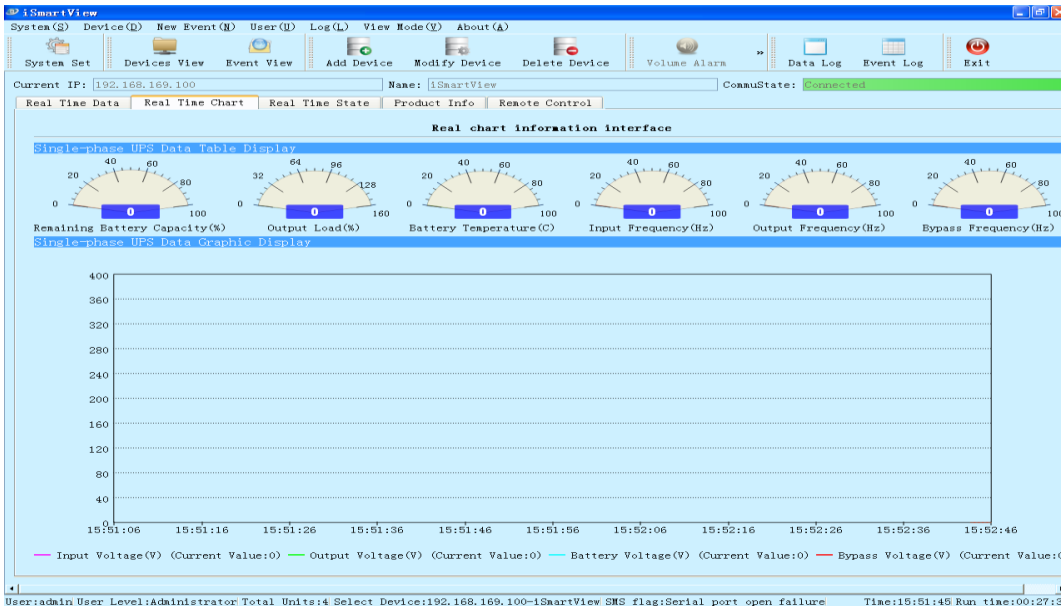 iSmartView
System(S) Device(D) New Event(N) User(U) Log(L) View Mode(V) About(A)
System Set Devices View Event View Add Device Modify Device Delete Device Volume Alarm » Data Log Event Log Exit
Current IP: 192.168.169.100 Name: iSmartView CommuState: Connected
Real Time Data Real Time Chart Real Time State Product Info Remote Control
Real chart information interface
Single-phase UPS Data Table Display
0 20 40 60 80 100 0
0 32 64 96 128 160 0
0 20 40 60 80 100 0
0 20 40 60 80 100 0
0 20 40 60 80 100 0
0 20 40 60 80 100 0
Remaining Battery Capacity(%) Output Load(%) Battery Temperature(C) Input Frequency(Hz) Output Frequency(Hz) Bypass Frequency(Hz)
Single-phase UPS Data Graphic Display
400
360
320
280
240
200
160
120
80
40
0
15:51:06 15:51:16 15:51:26 15:51:36 15:51:46 15:51:56 15:52:06 15:52:16 15:52:26 15:52:36 15:52:46
Input Voltage(V) (Current Value:0) Output Voltage(V) (Current Value:0) Battery Voltage(V) (Current Value:0) Bypass Voltage(V) (Current Value:
User:admin User Level:Administrator Total Units:4 Select Device:192.168.169.100-iSmartView SMS flag:Serial port open failure Time:15:51:45 Run time:00:27.